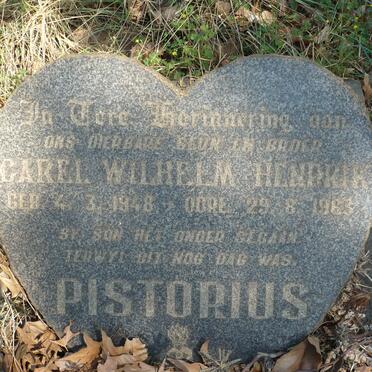 In Tere Herinnering aan
ONS DIERBARE SEUN EN BROER
CAREL WILHELM HENDRIK
GEB 4.3.1948 OORL. 29.8.1963
SY SON HET ONDER GEGAAN
TERWYL DIT NOG DAG WAS.
PISTORIUS